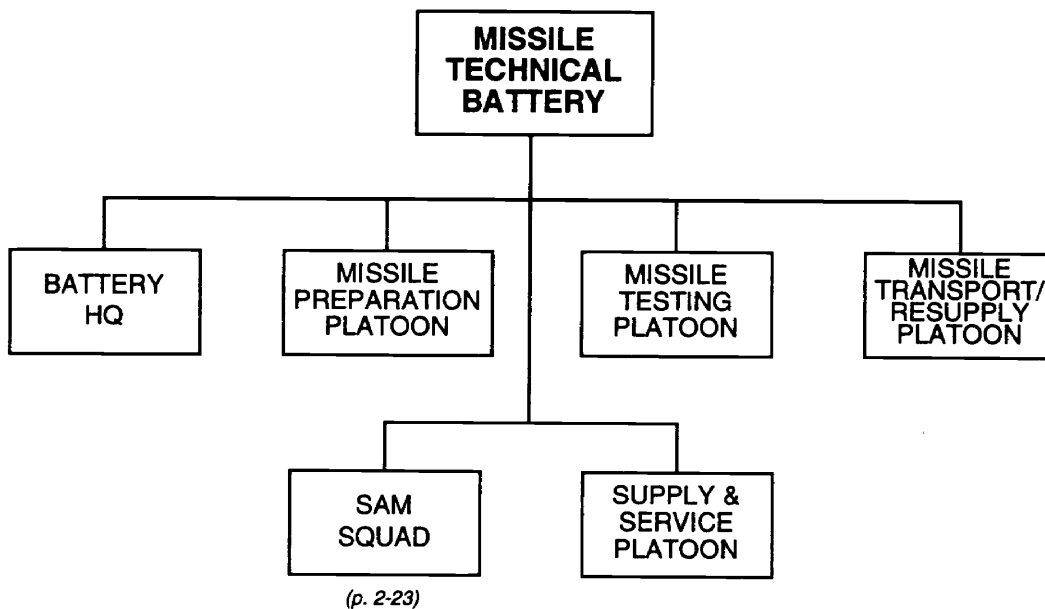 MISSILE
TECHNICAL
BATTERY
BATTERY
HQ
MISSILE
PREPARATION
PLATOON
MISSILE
TESTING
PLATOON
MISSILE
TRANSPORT/
RESUPPLY
PLATOON
SAM
SQUAD
(p. 2-23)
SUPPLY &
SERVICE
PLATOON